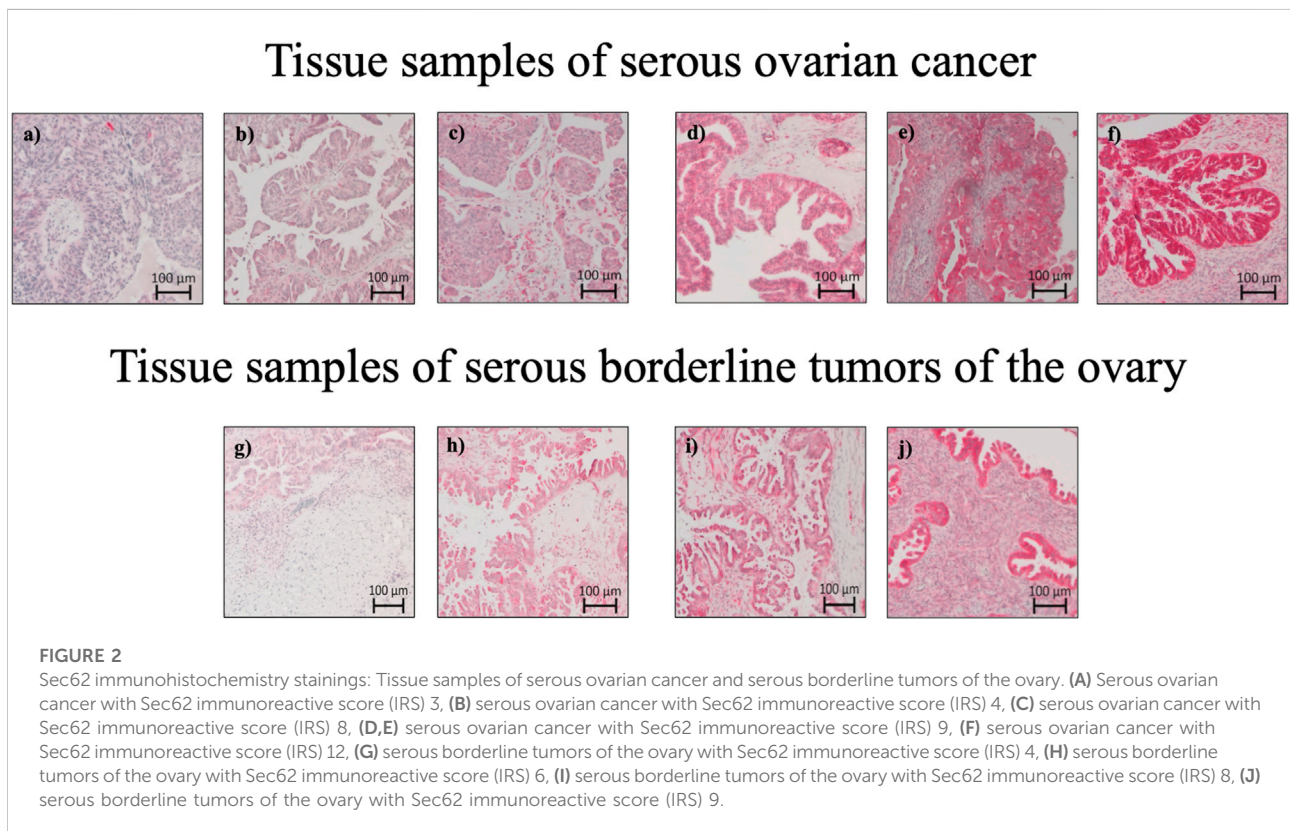 Tissue samples of serous ovarian cancer
a)
b)
c)
d)
e)
f)
100 µm
100 µm
100 µm
100 µm
100 µm
100 µm
Tissue samples of serous borderline tumors of the ovary
g)
h)
i)
j)
100 µm
100 µm
100 µm
100 µm
FIGURE 2
Sec62 immunohistochemistry stainings: Tissue samples of serous ovarian cancer and serous borderline tumors of the ovary. (A) Serous ovarian
cancer with Sec62 immunoreactive score (IRS) 3, (B) serous ovarian cancer with Sec62 immunoreactive score (IRS) 4, (C) serous ovarian cancer with
Sec62 immunoreactive score (IRS) 8, (D,E) serous ovarian cancer with Sec62 immunoreactive score (IRS) 9, (F) serous ovarian cancer with
Sec62 immunoreactive score (IRS) 12, (G) serous borderline tumors of the ovary with Sec62 immunoreactive score (IRS) 4, (H) serous borderline
tumors of the ovary with Sec62 immunoreactive score (IRS) 6, (I) serous borderline tumors of the ovary with Sec62 immunoreactive score (IRS) 8, (J)
serous borderline tumors of the ovary with Sec62 immunoreactive score (IRS) 9.